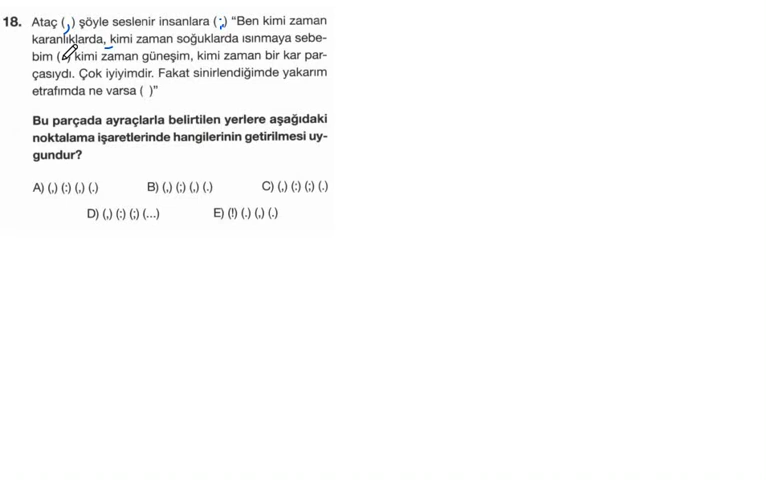 18. Ataç (,) şöyle seslenir insanlara (:) “Ben kimi zaman
karanlıklarda, kimi zaman soğuklarda ısınmaya sebe-
bim ( kimi zaman güneşim, kimi zaman bir kar par-
çasıydı. Çok iyiyimdir. Fakat sinirlendiğimde yakarım
etrafımda ne varsa ( )”
Bu parçada ayraçlarla belirtilen yerlere aşağıdaki
noktalama işaretlerinde hangilerinin getirilmesi uy-
gundur?
A) (,) (:) (,) (.) B) (,) (;) (,) (.) C) (,) (:) (;) (.)
D) (,) (:) (;) (...) E) (!) (.) (,) (.)